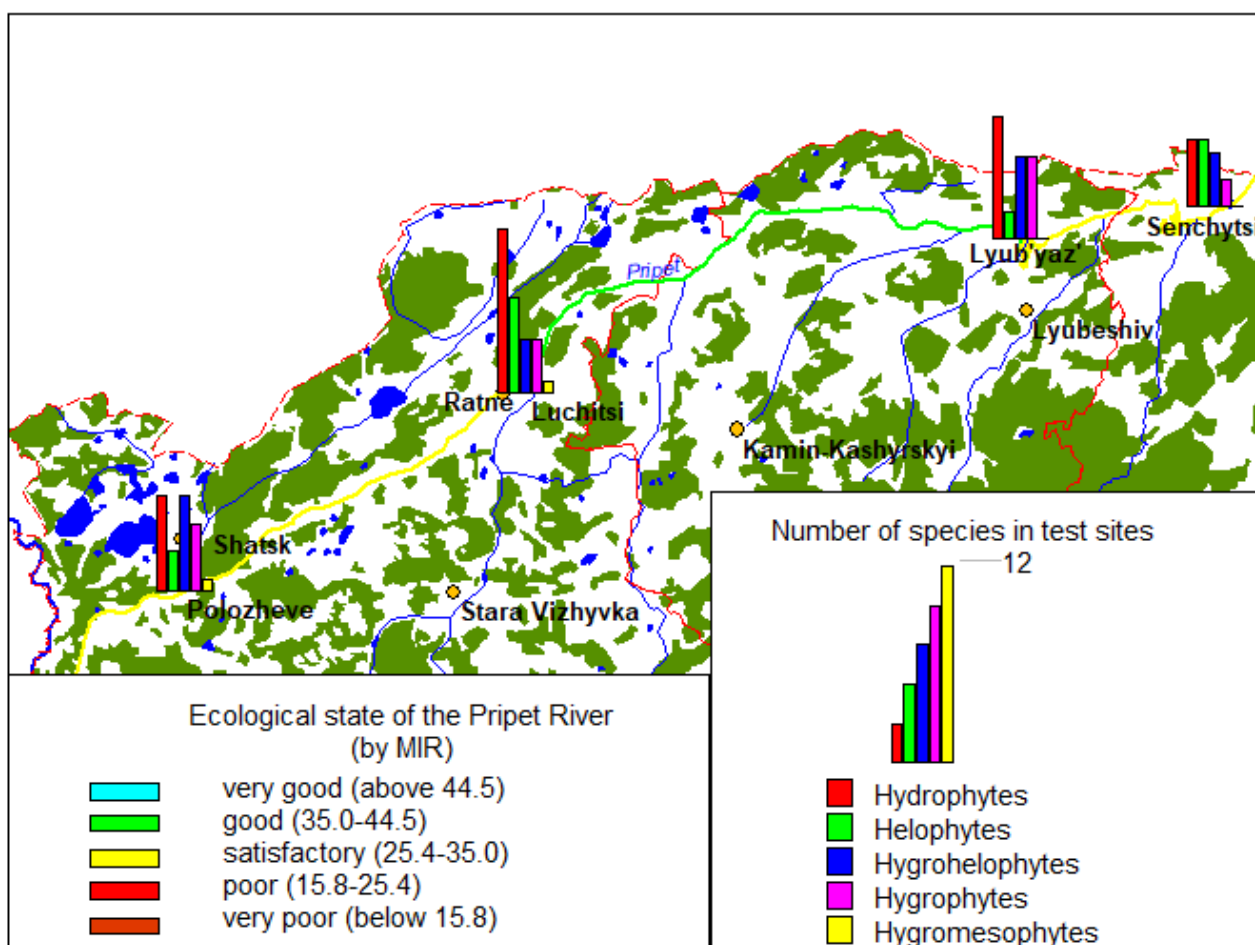 Pripet
Senchytsi
Lyub'yaz'
Lyubeshiv
Ratne
Luchitsi
Kamin-Kashyrskyi
Shatsk
Pojozheve
Stara Vizhyvka
Ecological state of the Pripet River
(by MIR)
very good (above 44.5)
good (35.0-44.5)
satisfactory (25.4-35.0)
poor (15.8-25.4)
very poor (below 15.8)
Number of species in test sites
12
Hydrophytes
Helophytes
Hygrohelophytes
Hygrophytes
Hygromesophytes